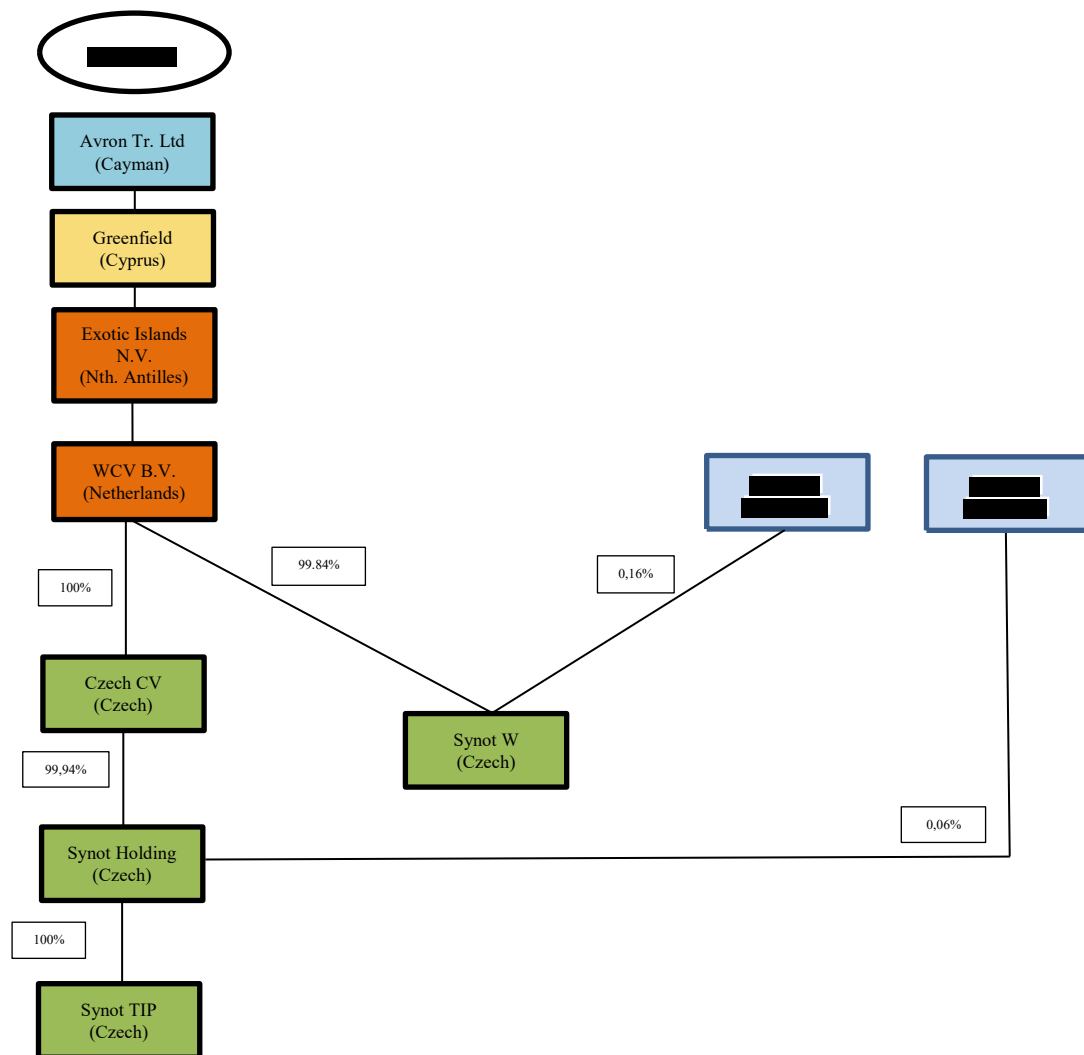 Avron Tr. Ltd
(Cayman)
Greenfield
(Cyprus)
Exotic Islands
N.V.
(Nth. Antilles)
WCV B.V.
(Netherlands)
100%
99.84%
0,16%
Czech CV
(Czech)
Synot W
(Czech)
99,94%
0,06%
Synot Holding
(Czech)
100%
Synot TIP
(Czech)